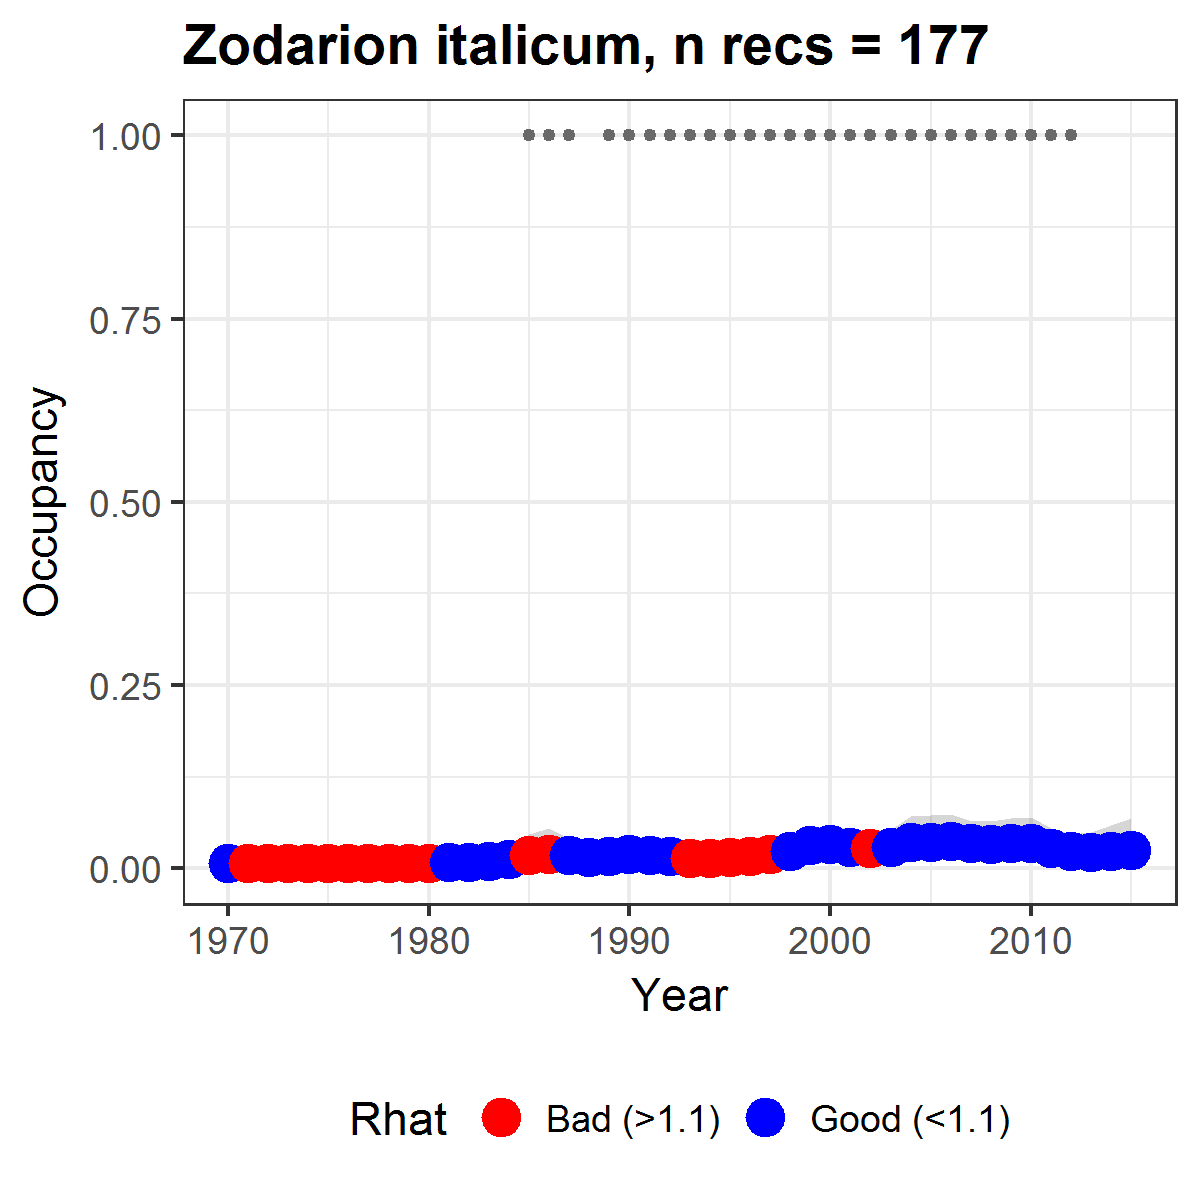 Zodarion italicum, n recs = 177
Occupancy
1.00
0.75
0.50
0.25
0.00
1970 1980 1990 2000 2010
Year
Rhat Bad (>1.1) Good (<1.1)